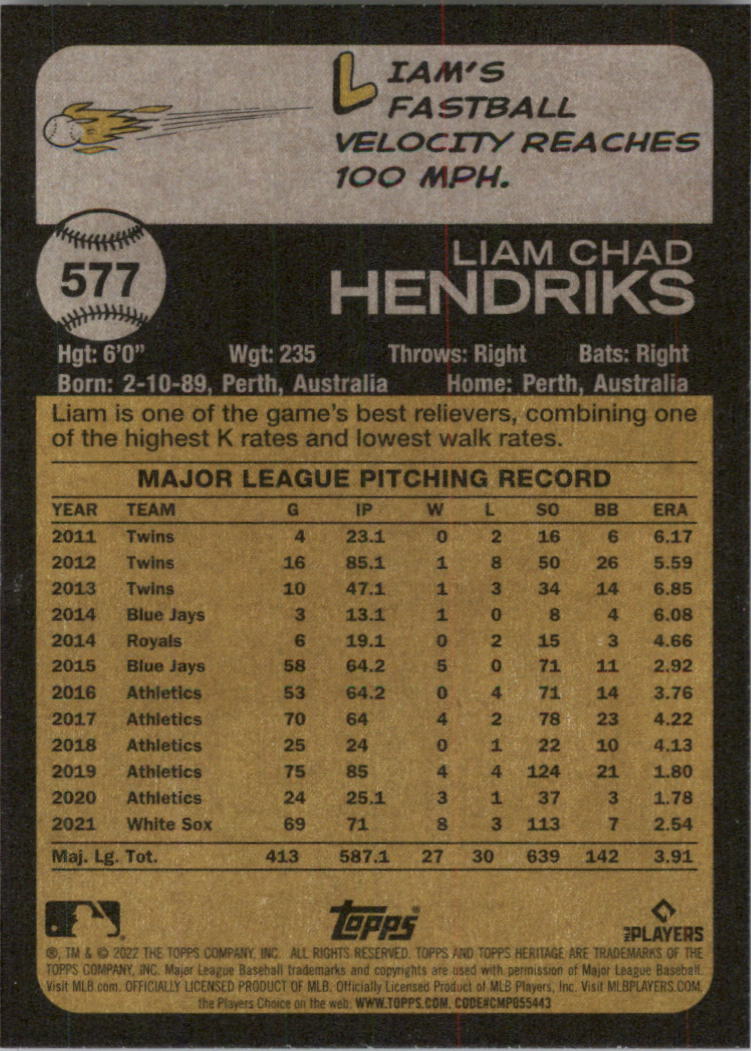 LIAM'S
FASTBALL
VELOCITY REACHES
100 MPH.
577
LIAM CHAD
HENDRIKS
Hgt: 6'0" Wgt: 235 Throws: Right Bats: Right
Born: 2-10-89, Perth, Australia Home: Perth, Australia
Liam is one of the game's best relievers, combining one
of the highest K rates and lowest walk rates.
MAJOR LEAGUE PITCHING RECORD
YEAR TEAM G IP W L SO BB ERA
2011 Twins 4 23.1 0 2 16 6 6.17
2012 Twins 16 85.1 1 8 50 26 5.59
2013 Twins 10 47.1 1 3 34 14 6.85
2014 Blue Jays 3 13.1 1 0 8 4 6.08
2014 Royals 6 19.1 0 2 15 3 4.66
2015 Blue Jays 58 64.2 5 0 71 11 2.92
2016 Athletics 53 64.2 0 4 71 14 3.76
2017 Athletics 70 64 4 2 78 23 4.22
2018 Athletics 25 24 0 1 22 10 4.13
2019 Athletics 75 85 4 4 124 21 1.80
2020 Athletics 24 25.1 3 1 37 3 1.78
2021 White Sox 69 71 8 3 113 7 2.54
Maj. Lg. Tot. 413 587.1 27 30 639 142 3.91
Topps
MLB PLAYERS
®, TM & © 2022 THE TOPPS COMPANY, INC. ALL RIGHTS RESERVED. TOPPS AND TOPPS HERITAGE ARE TRADEMARKS OF THE
TOPPS COMPANY, INC. Major League Baseball trademarks and copyrights are used with permission of Major League Baseball.
Visit MLB.com. OFFICIALLY LICENSED PRODUCT OF MLB. Officially Licensed Product of MLB Players, Inc. Visit MLBPLAYERS.COM,
the Players Choice on the web. WWW.TOPPS.COM. CODE#CMP055443